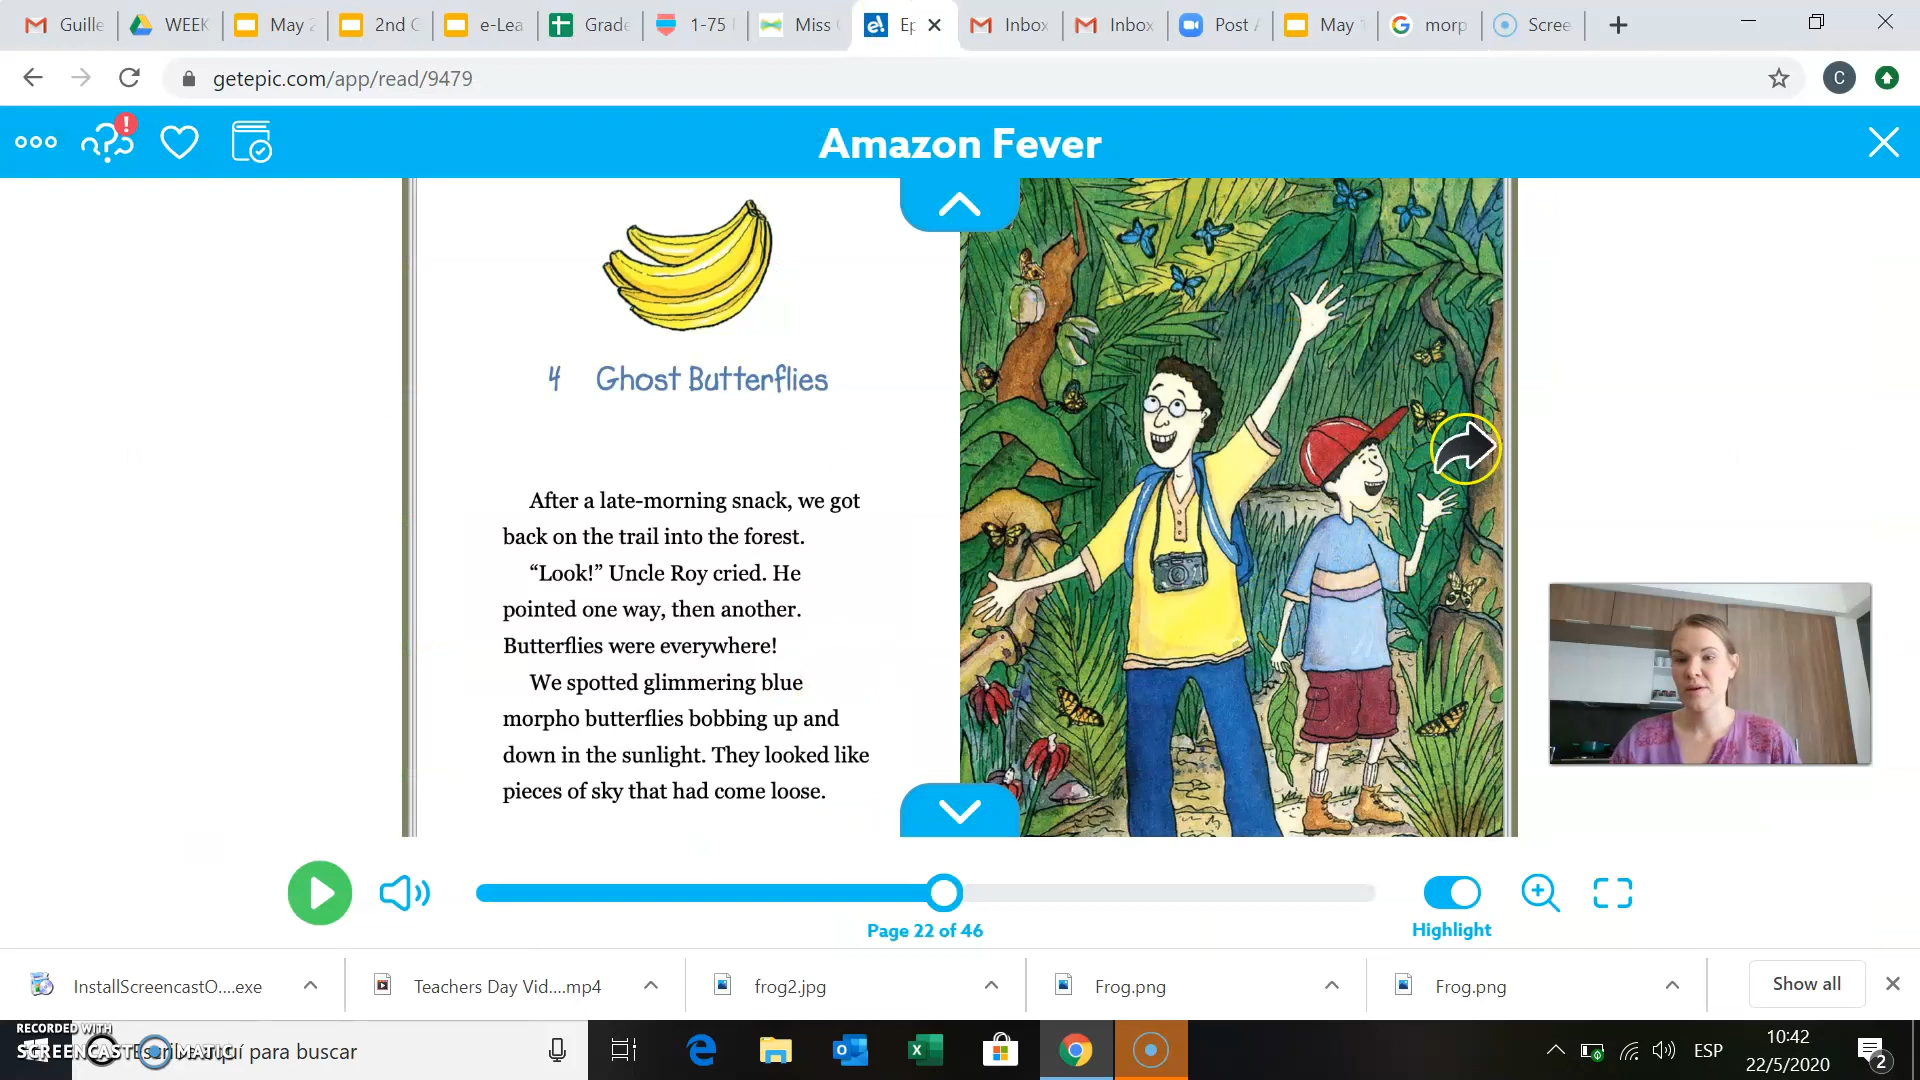 Guille
WEEK
May 2
2nd G
e-Lea
Grade
1-75
Miss
Ep
Inbox
Inbox
Post A
May 1
morp
Scree
getepic.com/app/read/9479
C
Amazon Fever
4 Ghost Butterflies
After a late-morning snack, we got
back on the trail into the forest.
“Look!” Uncle Roy cried. He
pointed one way, then another.
Butterflies were everywhere!
We spotted glimmering blue
morpho butterflies bobbing up and
down in the sunlight. They looked like
pieces of sky that had come loose.
Page 22 of 46
Highlight
InstallScreencastO....exe
Teachers Day Vid....mp4
frog2.jpg
Frog.png
Frog.png
Show all
RECORDED WITH
SCREENCAST MATIC
para buscar
ESP
10:42
22/5/2020
2